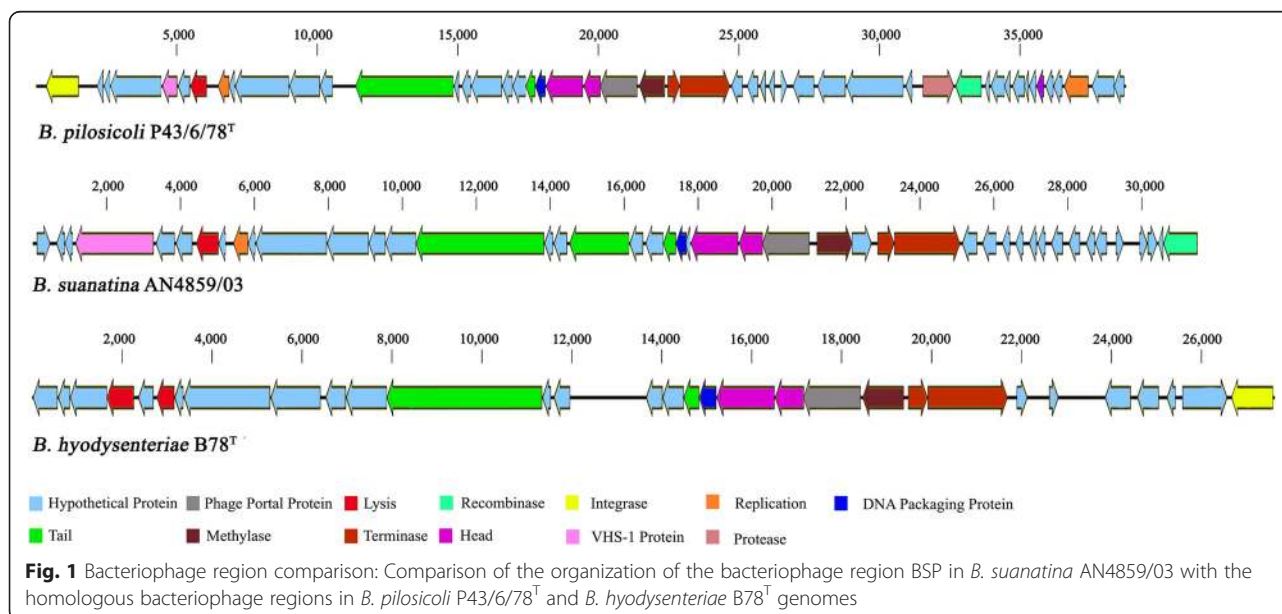 5,000 10,000 15,000 20,000 25,000 30,000 35,000
B. pilosicoli P43/6/78ᵀ
2,000 4,000 6,000 8,000 10,000 12,000 14,000 16,000 18,000 20,000 22,000 24,000 26,000 28,000 30,000
B. suanatina AN4859/03
2,000 4,000 6,000 8,000 10,000 12,000 14,000 16,000 18,000 20,000 22,000 24,000 26,000
B. hyodysenteriae B78ᵀ
Hypothetical Protein Phage Portal Protein Lysis Recombinase Integrase Replication DNA Packaging Protein
Tail Methylase Terminase Head VHS-1 Protein Protease
Fig. 1 Bacteriophage region comparison: Comparison of the organization of the bacteriophage region BSP in B. suanatina AN4859/03 with the
homologous bacteriophage regions in B. pilosicoli P43/6/78ᵀ and B. hyodysenteriae B78ᵀ genomes